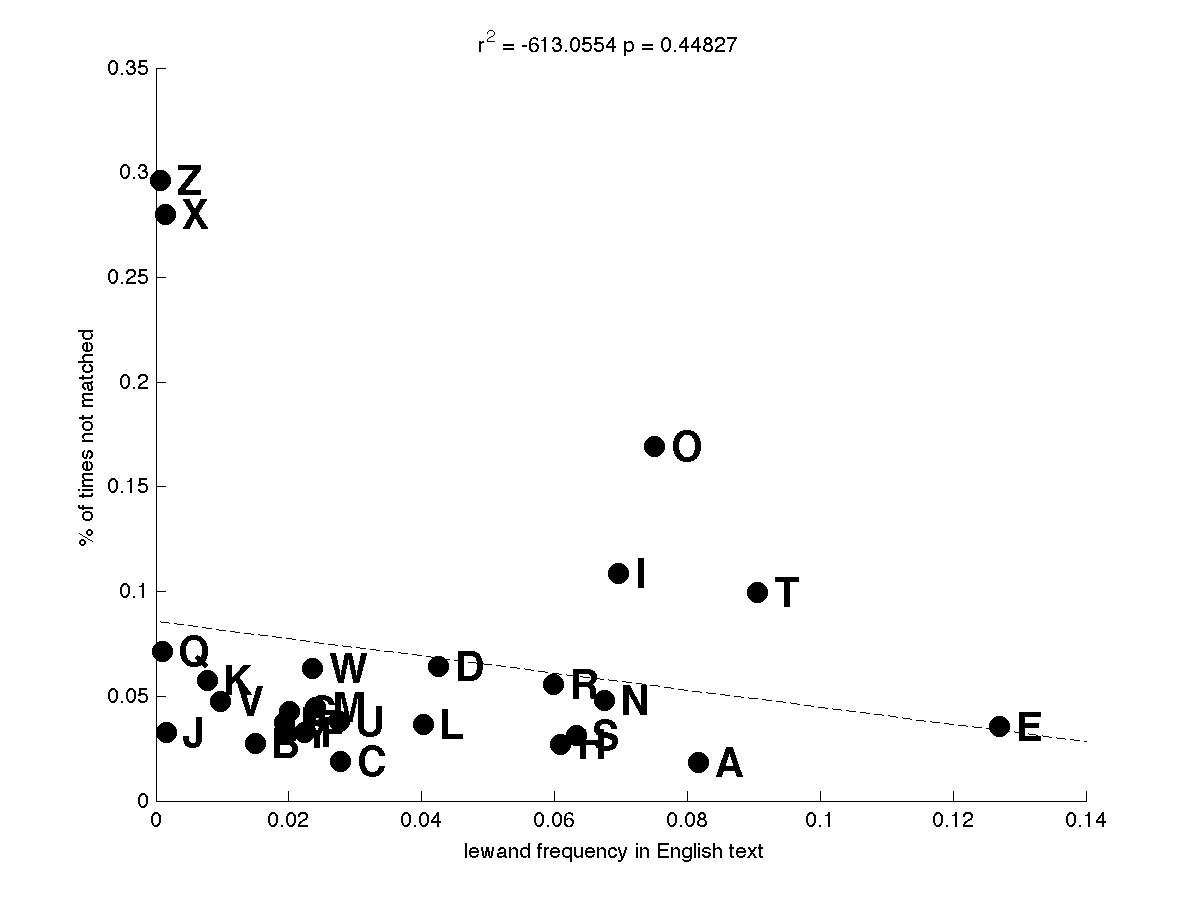 r2 = -613.0554 p = 0.44827
0.35
0.3
Z
X
0.25
% of times not matched
0.2
O
0.15
I
0.1
T
Q
W
D
K
R
0.05
V
M
N
U
L
S
E
J
B
H
C
A
0
0 0.02 0.04 0.06 0.08 0.1 0.12 0.14
lewand frequency in English text